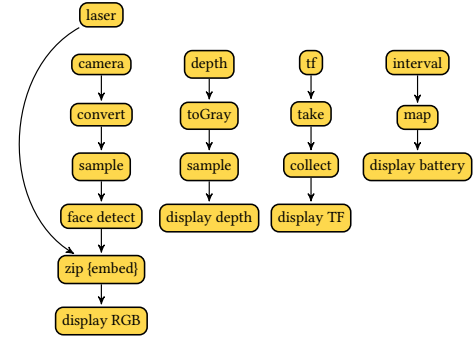 laser
camera
convert
sample
face detect
zip {embed}
display RGB
depth
toGray
sample
display depth
tf
take
collect
display TF
interval
map
display battery